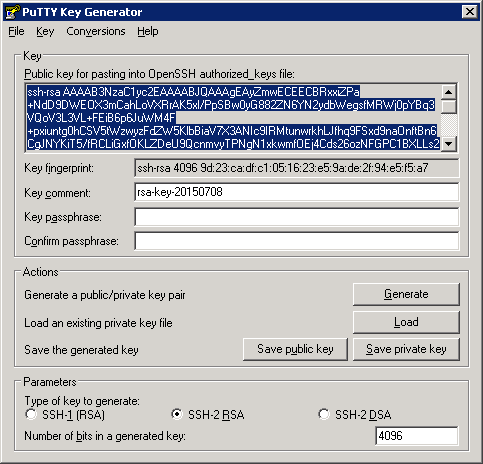 PuTTY Key Generator
File Key Conversions Help
Key
Public key for pasting into OpenSSH authorized_keys file:
ssh-rsa AAAAB3NzaC1yc2EAAAABJQAAAgEAyiZmwECEECBRxxiZPa
+NdD9DWEOX3mCahLoVXRrAK5xI/PpSBw0yG88ZZN6YN2ydbWegsfMRWj0pYBq3
VQoV3L3VL+FEiB6p6JuWM4F
+pxiuntg0hCSV5tWzwyzFdZW5KIbBiaV7X3ANIc9IRMtunwrkhLJfhq9FSxd9naOnftBn6
CgJNYKiT5/fRCLiGxfOKLZDeU9QcnmvyTPNgN1xkwmfOEj4Cds26ozNFGPC1BXLLs2
Key fingerprint: ssh-rsa 4096 9d:23:ca:df:c1:05:16:23:e5:9a:de:2f:94:e5:f5:a7
Key comment: rsa-key-20150708
Key passphrase:
Confirm passphrase:
Actions
Generate a public/private key pair Generate
Load an existing private key file Load
Save the generated key Save public key Save private key
Parameters
Type of key to generate:
SSH-1 (RSA) SSH-2 RSA SSH-2 DSA
Number of bits in a generated key: 4096